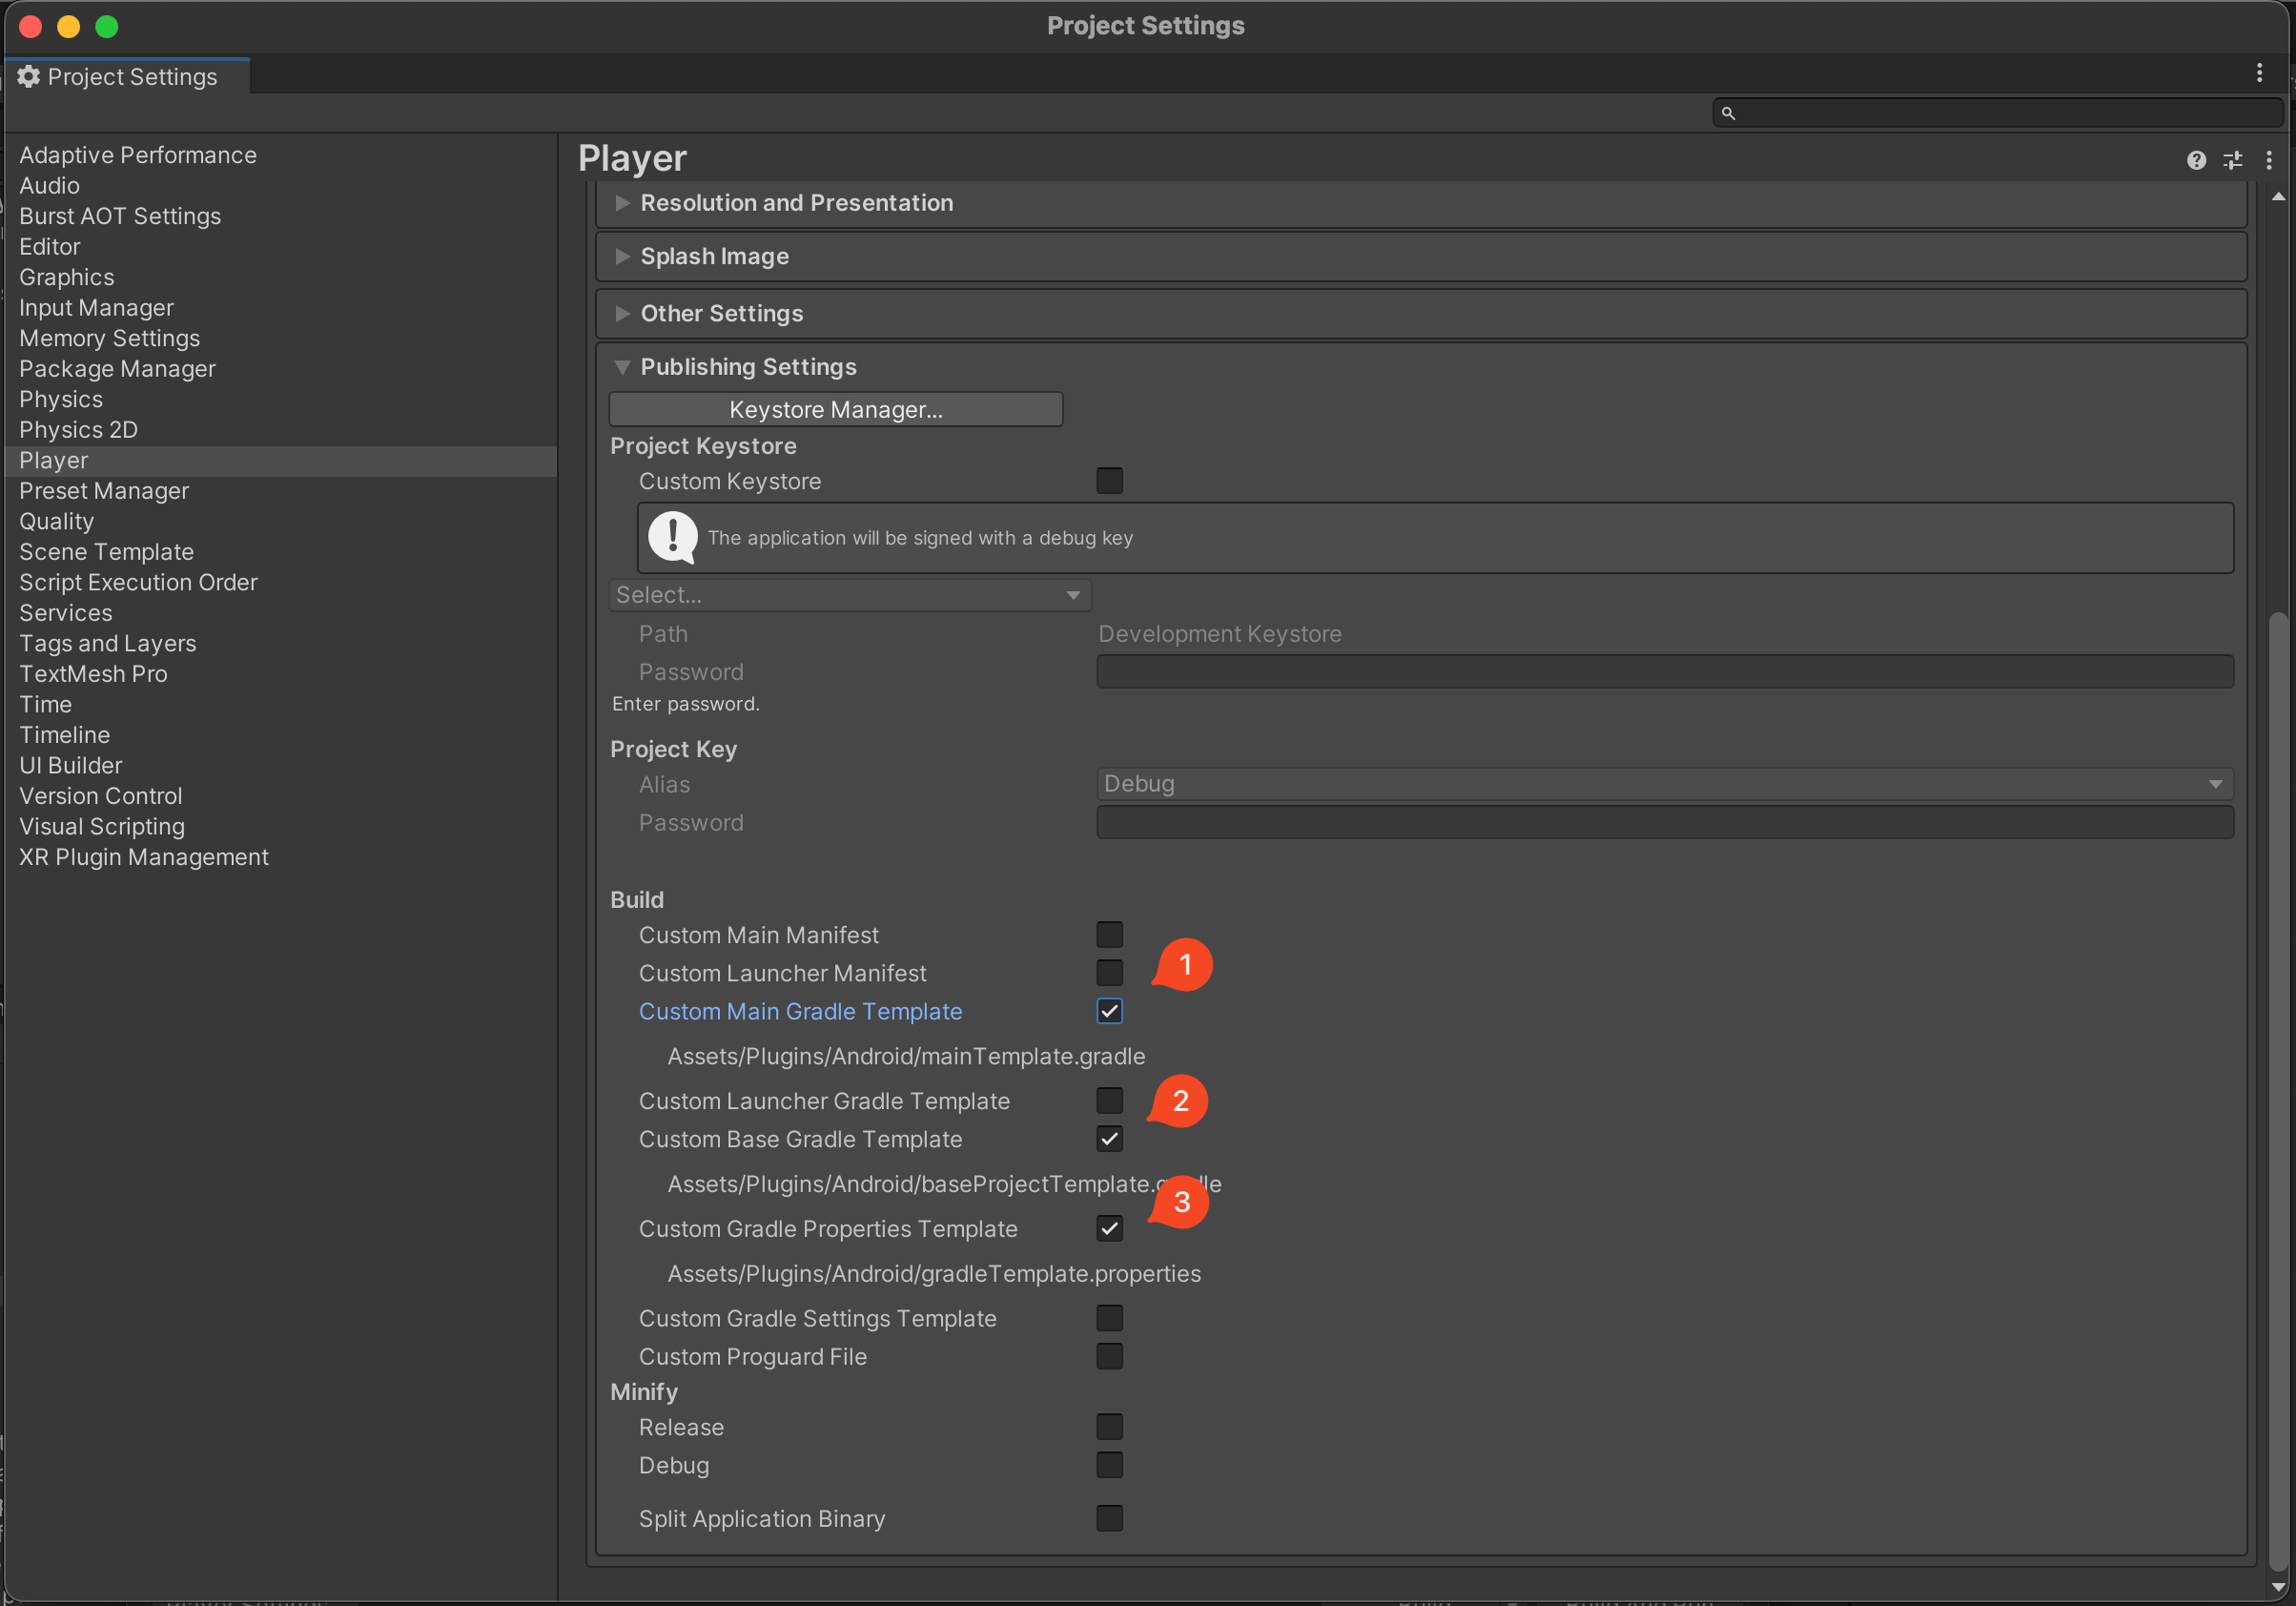 Project Settings
Project Settings
Adaptive Performance
Audio
Burst AOT Settings
Editor
Graphics
Input Manager
Memory Settings
Package Manager
Physics
Physics 2D
Player
Preset Manager
Quality
Scene Template
Script Execution Order
Services
Tags and Layers
TextMesh Pro
Time
Timeline
UI Builder
Version Control
Visual Scripting
XR Plugin Management
Player
Resolution and Presentation
Splash Image
Other Settings
Publishing Settings
Keystore Manager...
Project Keystore
Custom Keystore
The application will be signed with a debug key
Select...
Path Development Keystore
Password
Enter password.
Project Key
Alias Debug
Password
Build
Custom Main Manifest
1
Custom Launcher Manifest
Custom Main Gradle Template
Assets/Plugins/Android/mainTemplate.gradle
Custom Launcher Gradle Template 2
Custom Base Gradle Template
Assets/Plugins/Android/baseProjectTemplate.gradle
3
Custom Gradle Properties Template
Assets/Plugins/Android/gradleTemplate.properties
Custom Gradle Settings Template
Custom Proguard File
Minify
Release
Debug
Split Application Binary